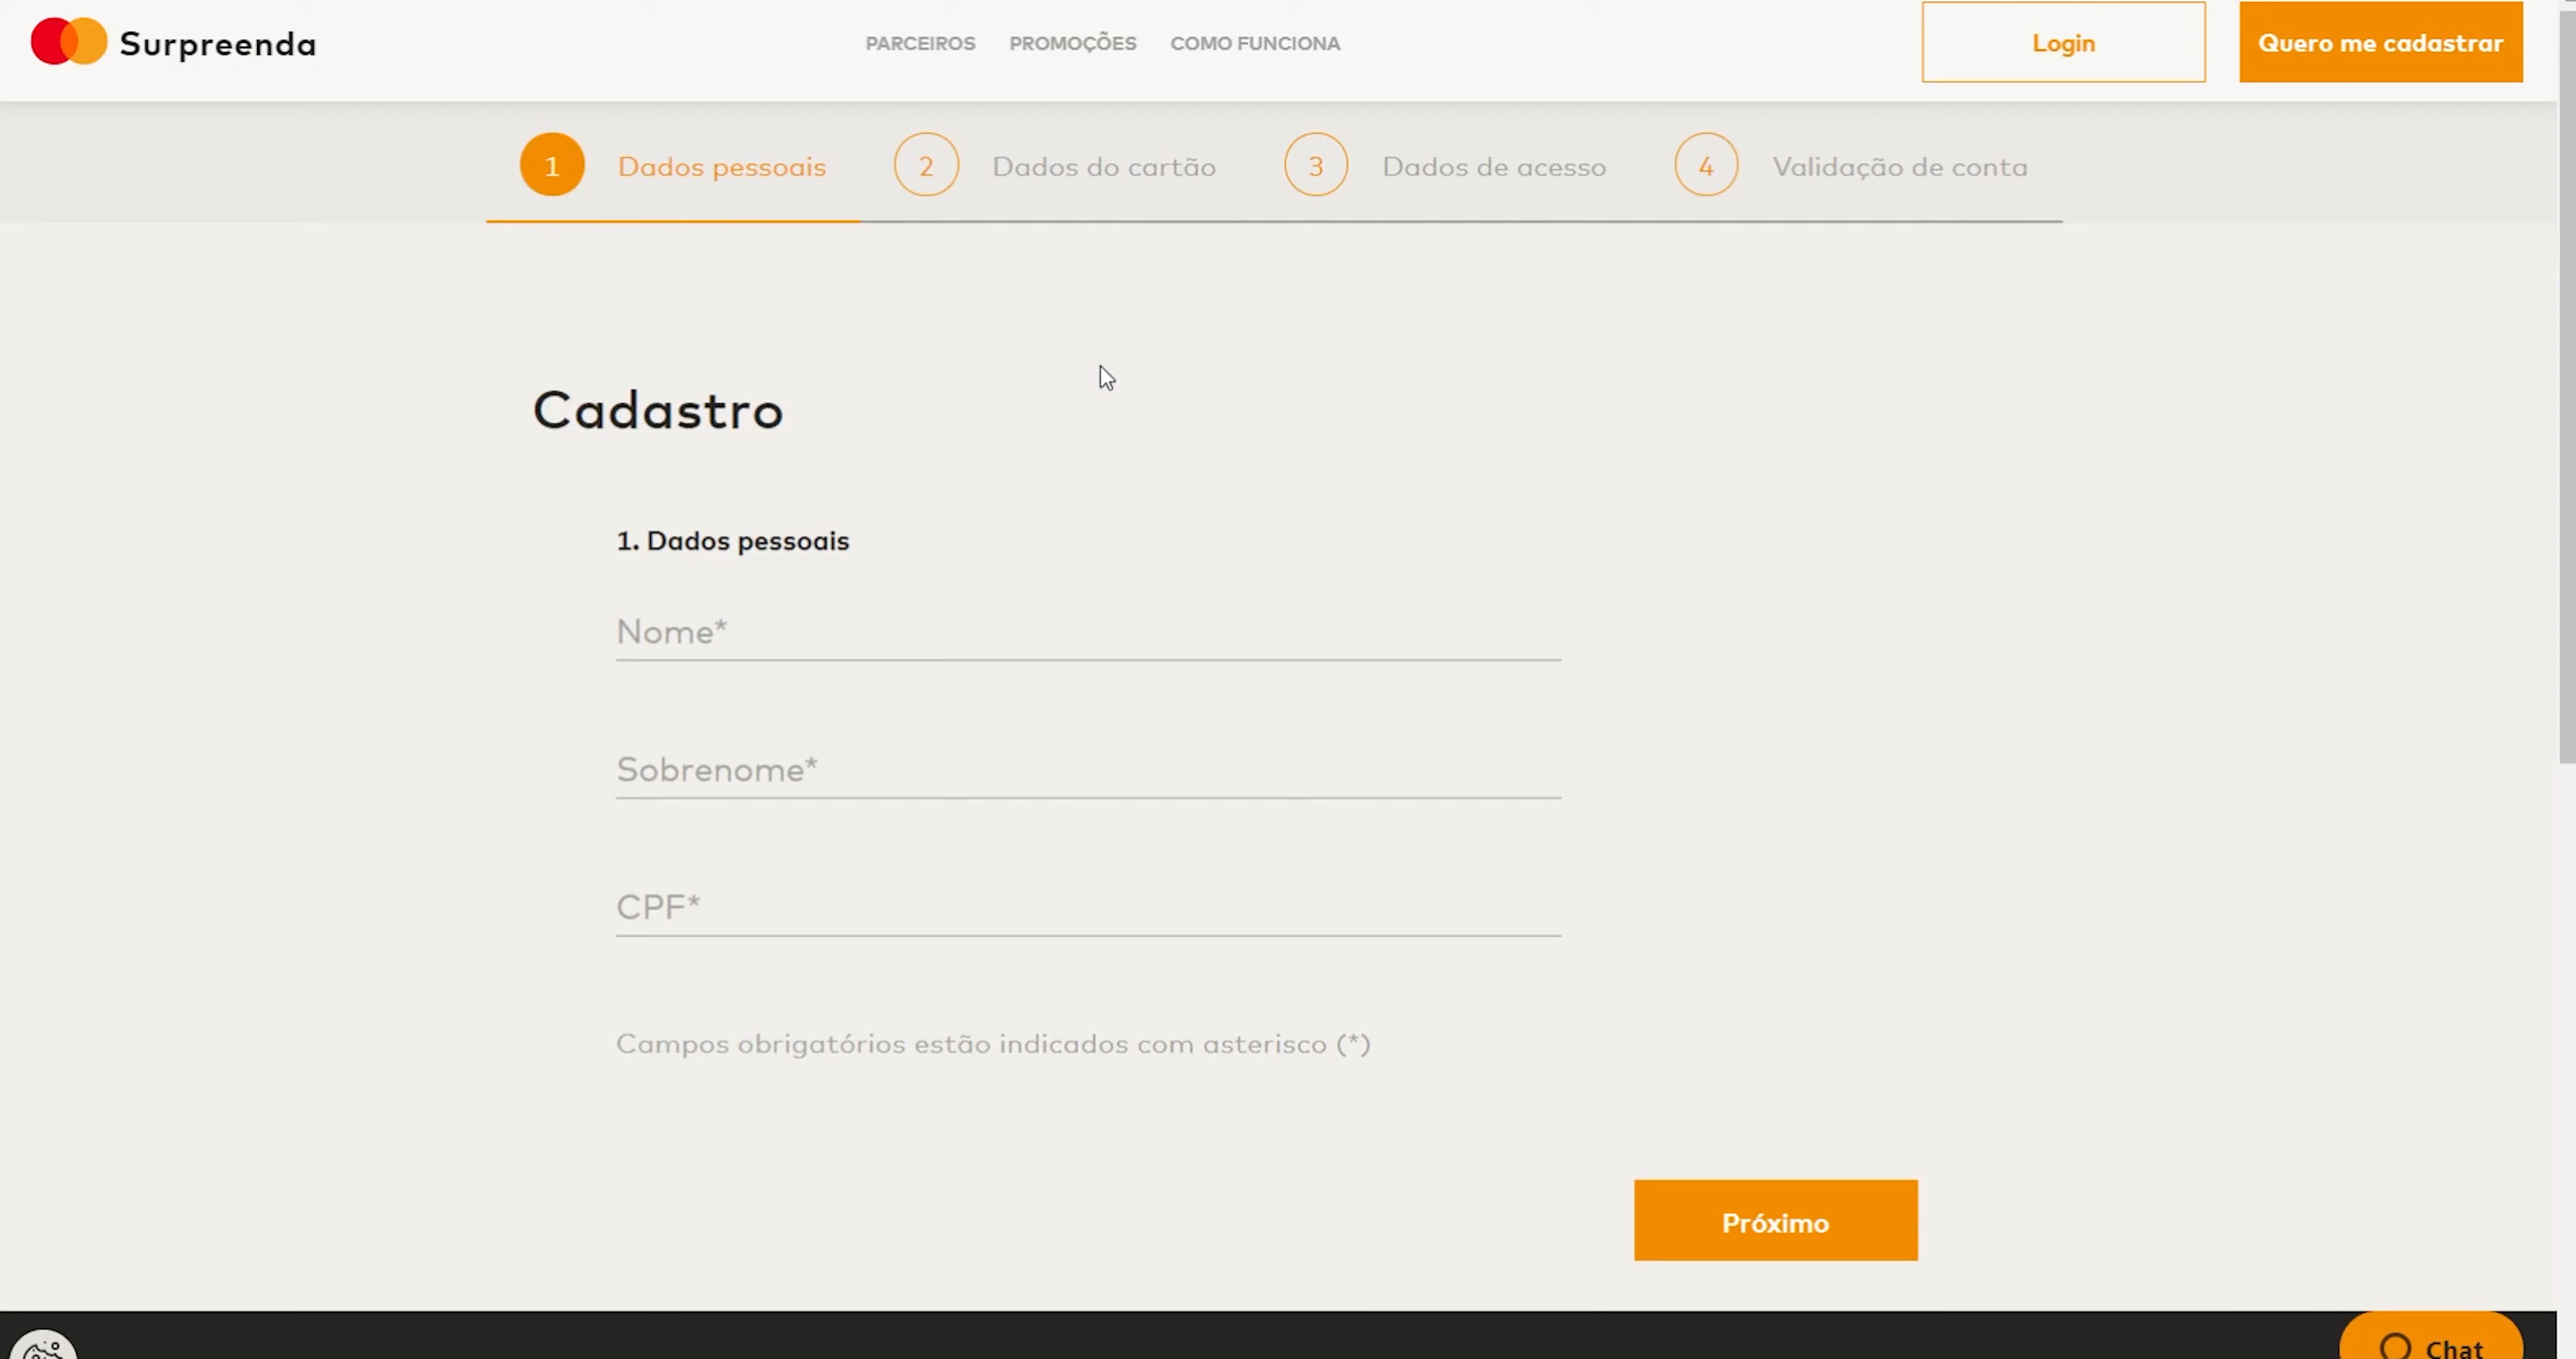 Surpreenda
PARCEIROS PROMOÇÕES COMO FUNCIONA
Login
Quero me cadastrar
1 Dados pessoais
2 Dados do cartão
3 Dados de acesso
4 Validação de conta
Cadastro
1. Dados pessoais
Nome*
Sobrenome*
CPF*
Campos obrigatórios estão indicados com asterisco (*)
Próximo
Chat